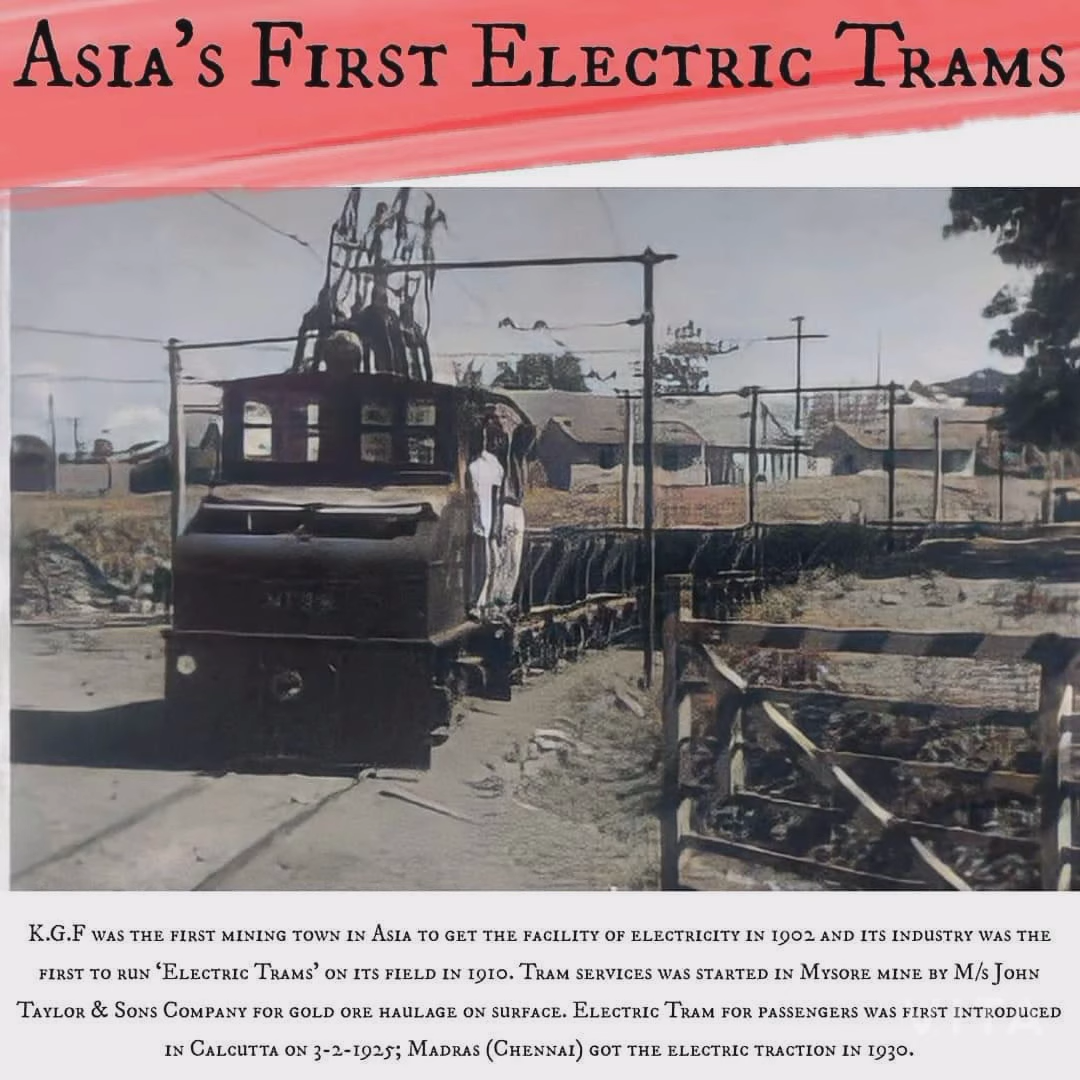 Asia's First Electric Trams
K.G.F was the first mining town in Asia to get the facility of electricity in 1902 and its industry was the
first to run 'Electric Trams' on its field in 1910. Tram services was started in Mysore mine by M/s John
Taylor & Sons Company for gold ore haulage on surface. Electric Tram for passengers was first introduced
in Calcutta on 3-2-1925; Madras (Chennai) got the electric traction in 1930.
VITA